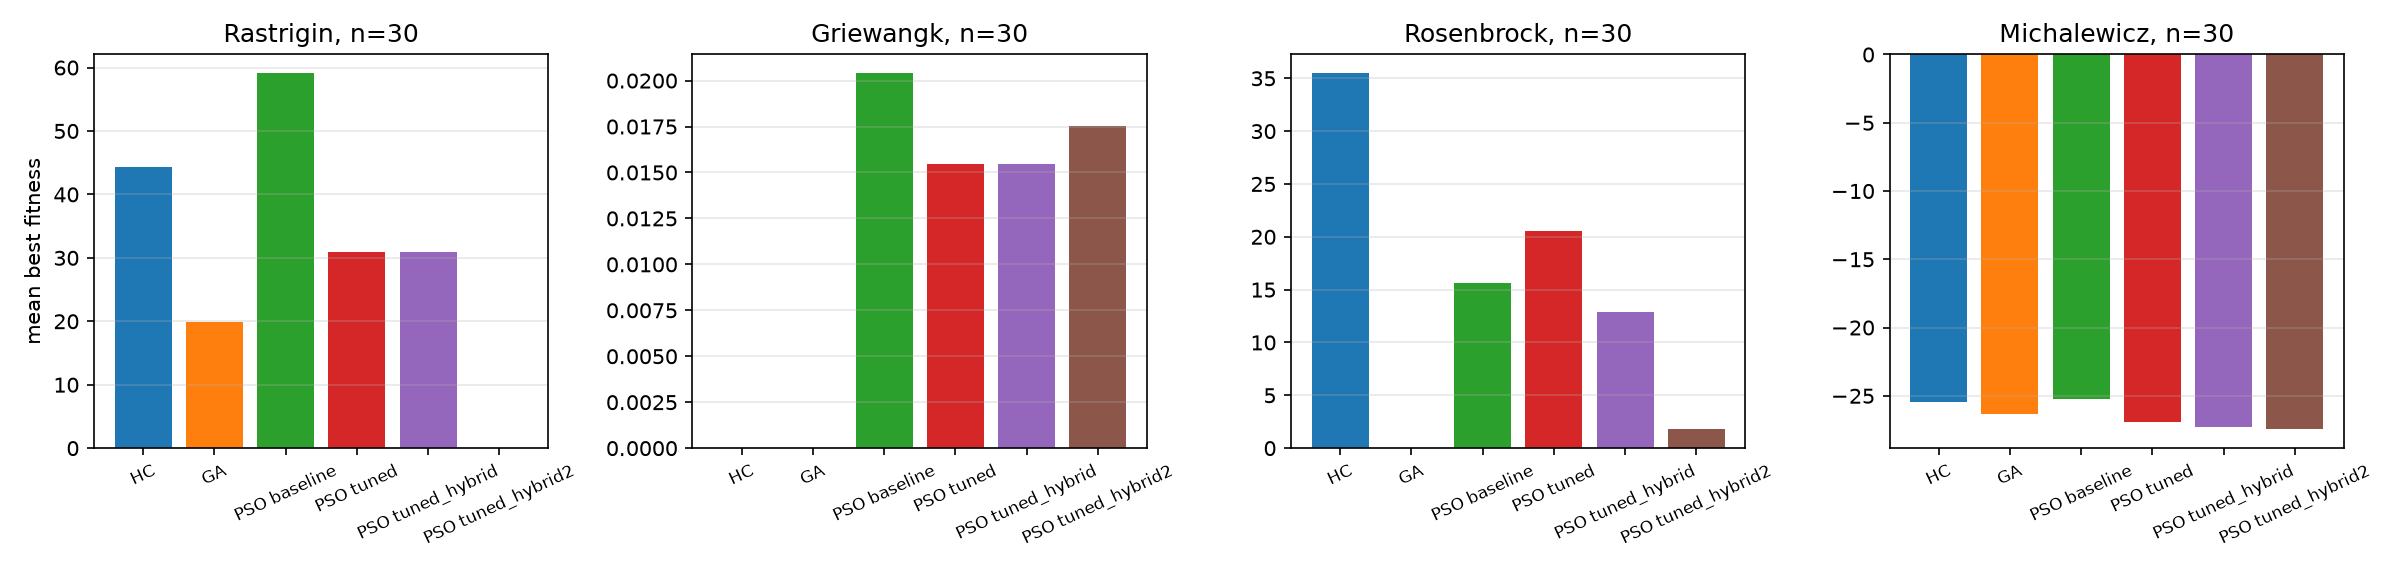 Rastrigin, n=30
mean best fitness
60
50
40
30
20
10
0
HC
GA
PSO baseline
PSO tuned
PSO tuned_hybrid
PSO tuned_hybrid2
Griewangk, n=30
0.0200
0.0175
0.0150
0.0125
0.0100
0.0075
0.0050
0.0025
0.0000
HC
GA
PSO baseline
PSO tuned
PSO tuned_hybrid
PSO tuned_hybrid2
Rosenbrock, n=30
35
30
25
20
15
10
5
0
HC
GA
PSO baseline
PSO tuned
PSO tuned_hybrid
PSO tuned_hybrid2
Michalewicz, n=30
0
−5
−10
−15
−20
−25
HC
GA
PSO baseline
PSO tuned
PSO tuned_hybrid
PSO tuned_hybrid2